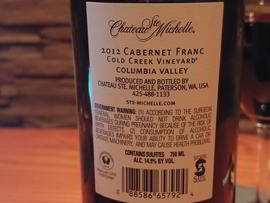 Chateau Ste Michelle®
2012 CABERNET FRANC
COLD CREEK VINEYARD®
COLUMBIA VALLEY
PRODUCED AND BOTTLED BY
CHATEAU STE. MICHELLE, PATERSON, WA, USA
425-488-1133
STE-MICHELLE.COM
GOVERNMENT WARNING: (1) ACCORDING TO THE SURGEON
GENERAL, WOMEN SHOULD NOT DRINK ALCOHOLIC
BEVERAGES DURING PREGNANCY BECAUSE OF THE RISK OF
BIRTH DEFECTS. (2) CONSUMPTION OF ALCOHOLIC
BEVERAGES IMPAIRS YOUR ABILITY TO DRIVE A CAR OR
OPERATE MACHINERY, AND MAY CAUSE HEALTH PROBLEMS.
CONTAINS SULFITES 750 ML
ALC. 14.9% BY VOL.
88586 65792